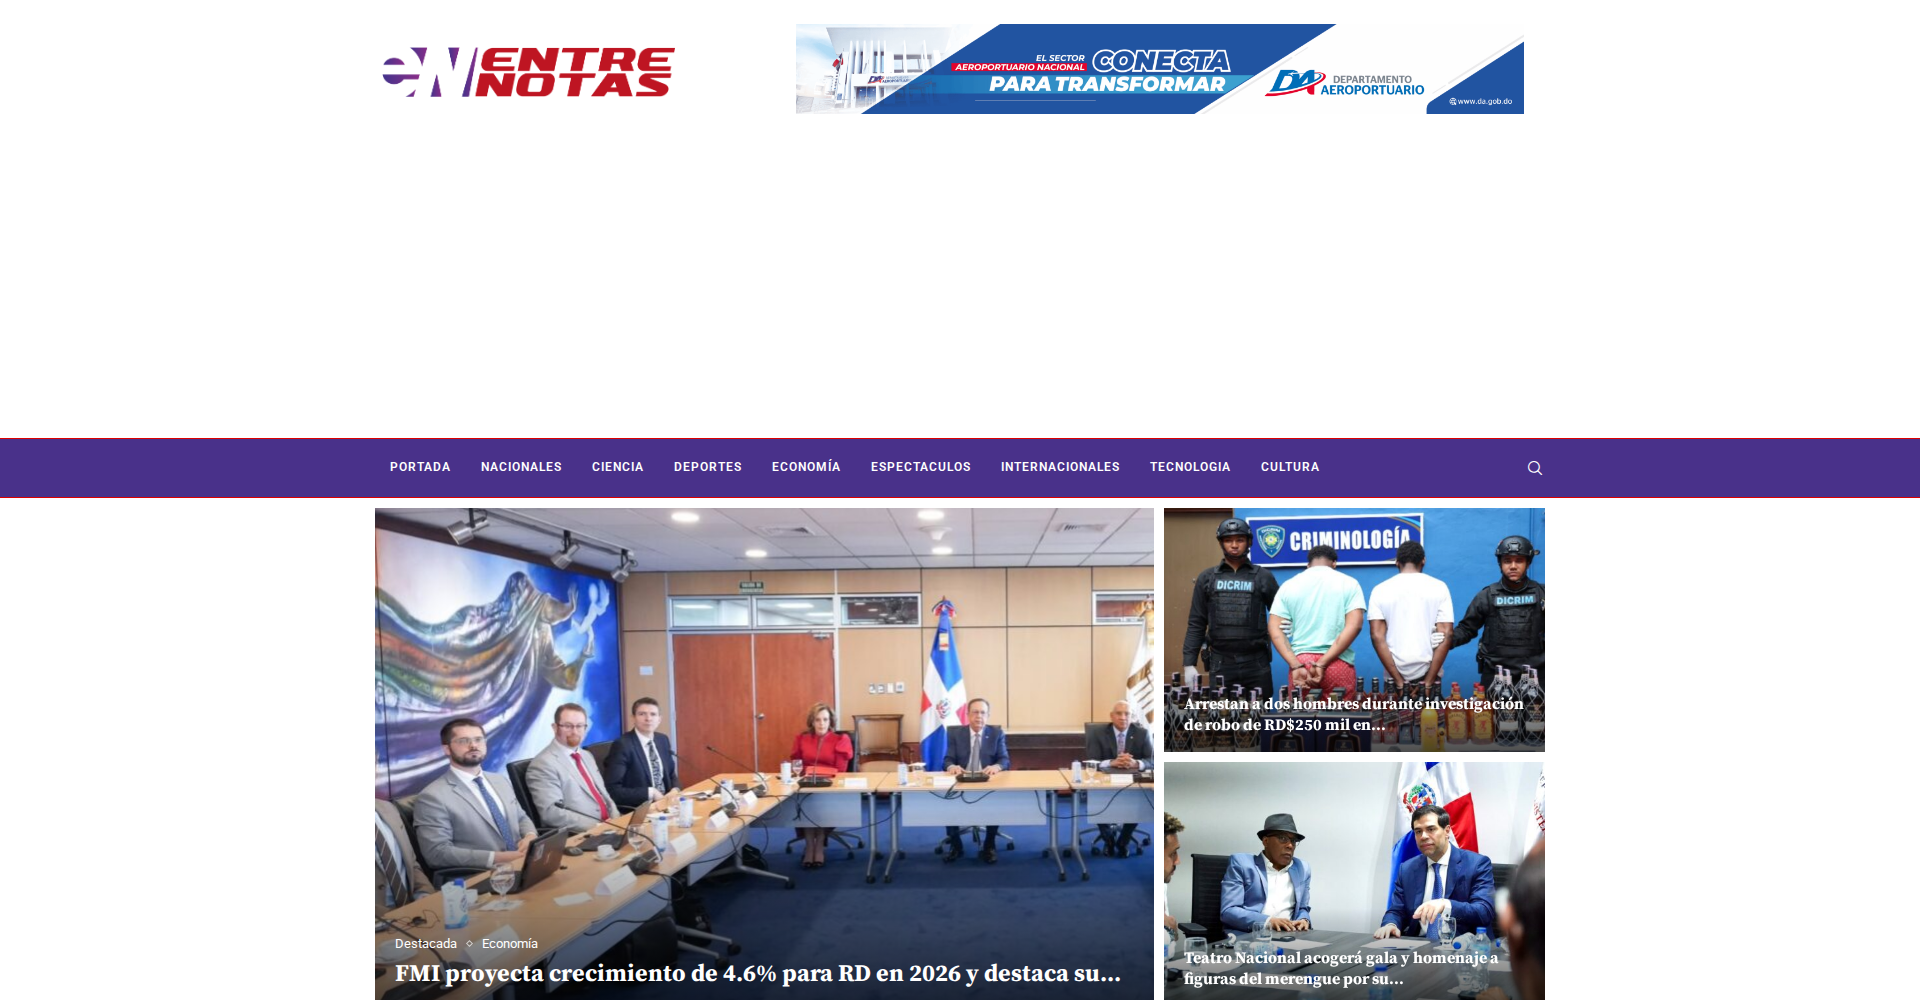 eN ENTRE
NOTAS
EL SECTOR
AEROPORTUARIO NACIONAL
CONECTA
PARA TRANSFORMAR
DA
DEPARTAMENTO
AEROPORTUARIO
www.da.gob.do
PORTADA NACIONALES CIENCIA DEPORTES ECONOMÍA ESPECTACULOS INTERNACIONALES TECNOLOGIA CULTURA
CRIMINOLOGÍA
DICRIM
DICRIM
Arrestan a dos hombres durante investigación
de robo de RD$250 mil en...
Destacada Economía
FMI proyecta crecimiento de 4.6% para RD en 2026 y destaca su...
Teatro Nacional acogerá gala y homenaje a
figuras del merengue por su...